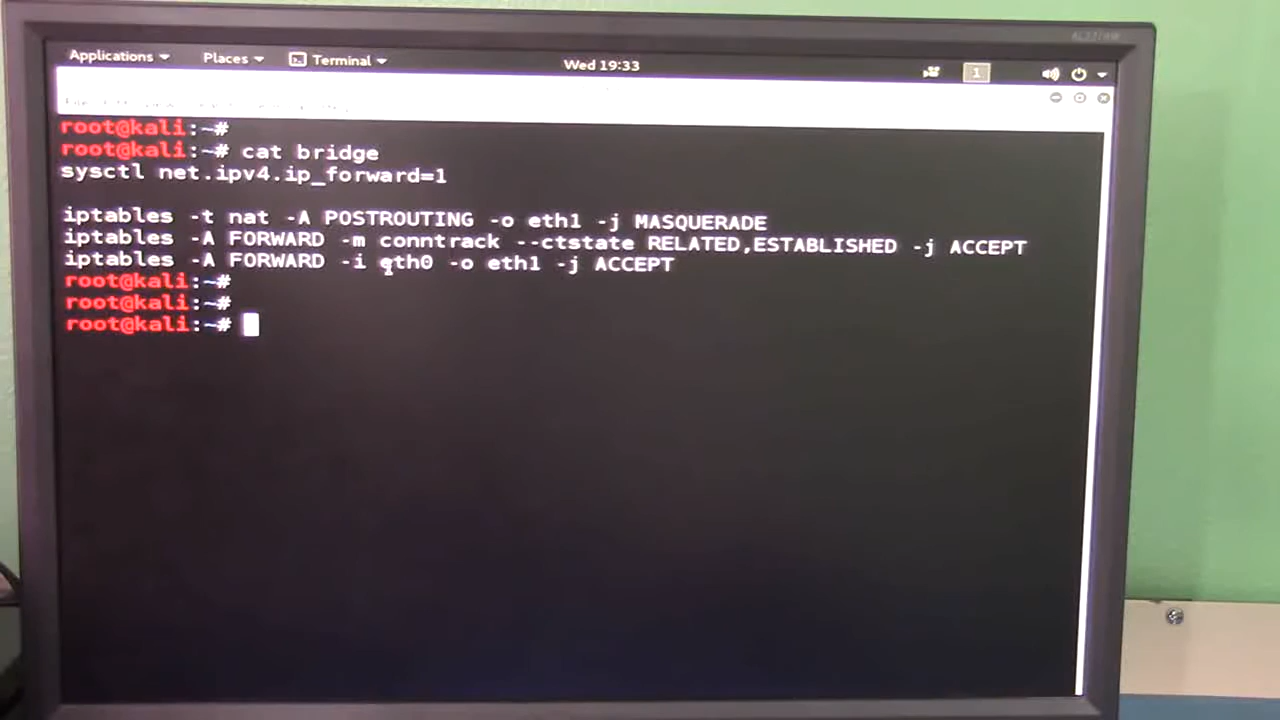 Applications Places Terminal Wed 19:33 1
root@kali:~#
root@kali:~# cat bridge
sysctl net.ipv4.ip_forward=1
iptables -t nat -A POSTROUTING -o eth1 -j MASQUERADE
iptables -A FORWARD -m conntrack --ctstate RELATED,ESTABLISHED -j ACCEPT
iptables -A FORWARD -i eth0 -o eth1 -j ACCEPT
root@kali:~#
root@kali:~#
root@kali:~#